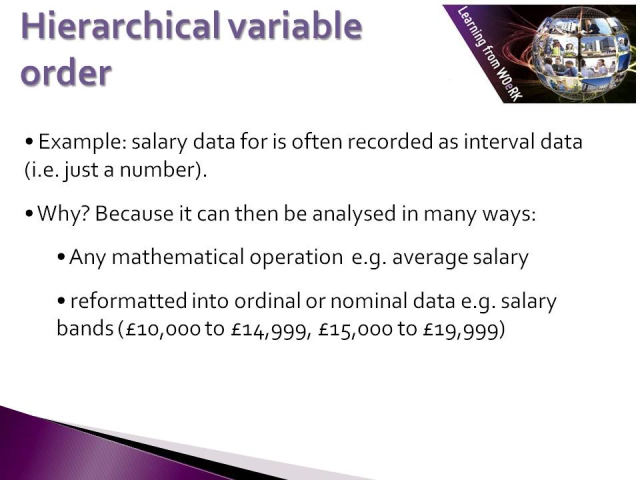 Hierarchical variable
order
Learning from WOeRK
• Example: salary data for is often recorded as interval data
(i.e. just a number).
• Why? Because it can then be analysed in many ways:
• Any mathematical operation e.g. average salary
• reformatted into ordinal or nominal data e.g. salary
bands (£10,000 to £14,999, £15,000 to £19,999)